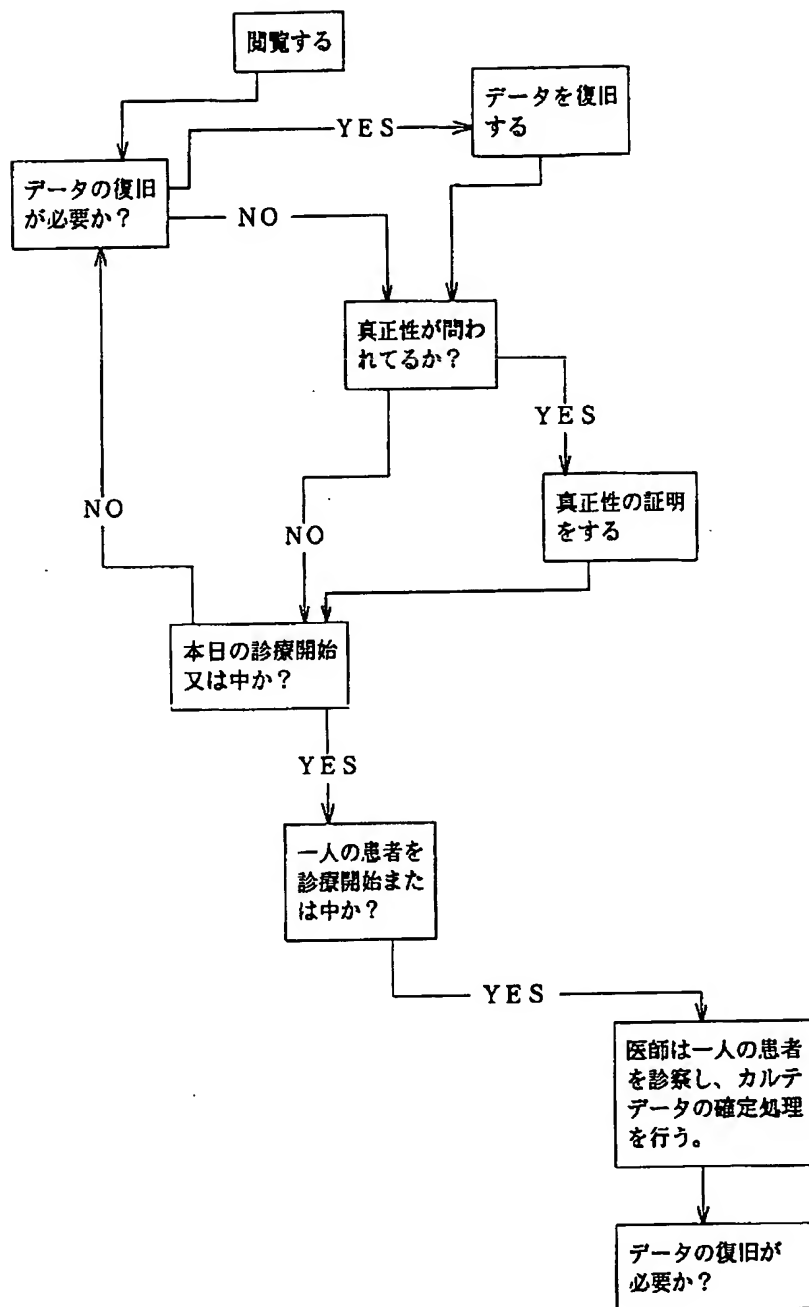 閲覧する
データを復旧
する
YES
データの復旧
が必要か？
NO
真正性が問わ
れてるか？
YES
真正性の証明
をする
NO
NO
本日の診療開始
又は中か？
YES
一人の患者を
診療開始また
は中か？
YES
医師は一人の患者
を診察し、カルテ
データの確定処理
を行う。
データの復旧が
必要か？